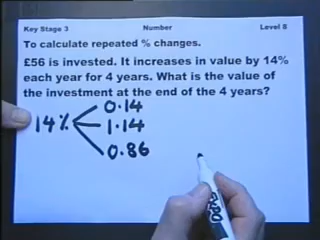 Key Stage 3 Number Level 8
To calculate repeated % changes.
£56 is invested. It increases in value by 14%
each year for 4 years. What is the value of
the investment at the end of the 4 years?
0.14
14% 1.14
0.86
EXPO